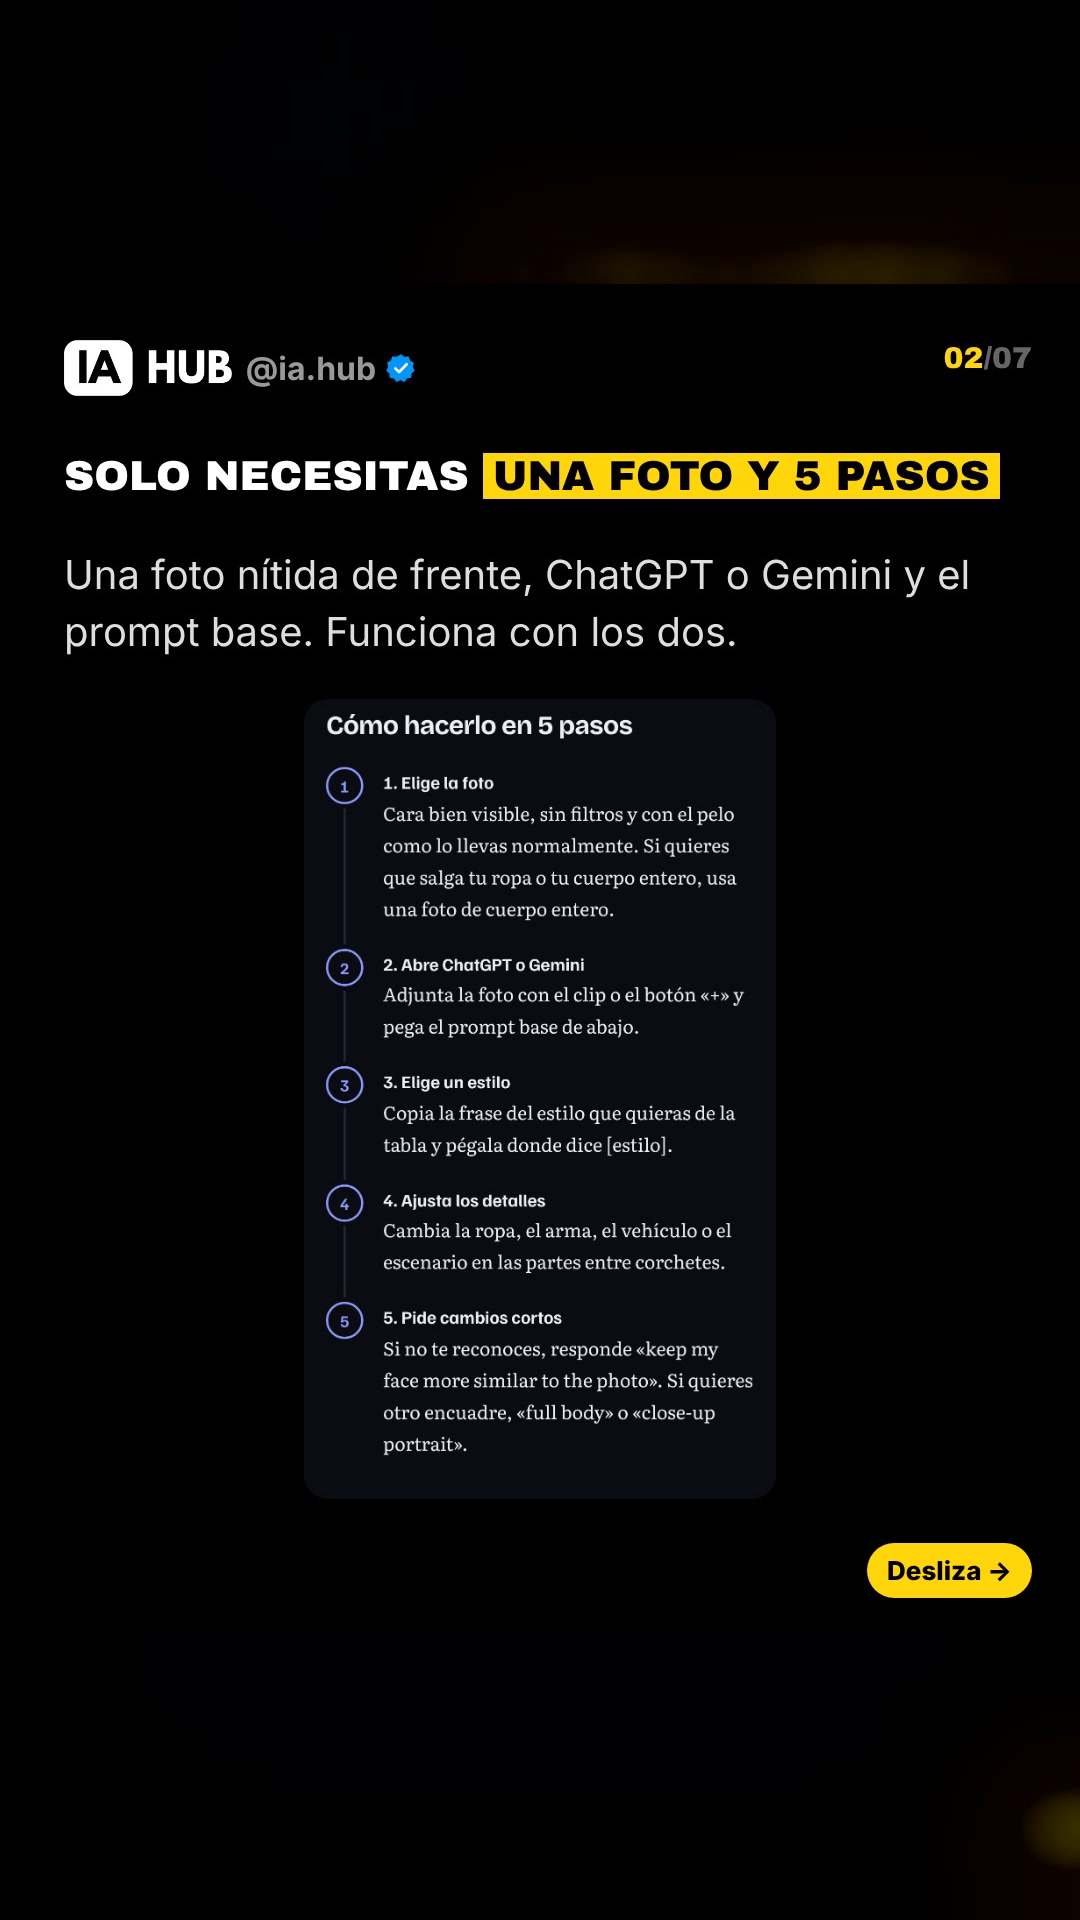 IA HUB @ia.hub
02/07
SOLO NECESITAS UNA FOTO Y 5 PASOS
Una foto nítida de frente, ChatGPT o Gemini y el
prompt base. Funciona con los dos.
Cómo hacerlo en 5 pasos
1
1. Elige la foto
Cara bien visible, sin filtros y con el pelo
como lo llevas normalmente. Si quieres
que salga tu ropa o tu cuerpo entero, usa
una foto de cuerpo entero.
2
2. Abre ChatGPT o Gemini
Adjunta la foto con el clip o el botón «+» y
pega el prompt base de abajo.
3
3. Elige un estilo
Copia la frase del estilo que quieras de la
tabla y pégala donde dice [estilo].
4
4. Ajusta los detalles
Cambia la ropa, el arma, el vehículo o el
escenario en las partes entre corchetes.
5
5. Pide cambios cortos
Si no te reconoces, responde «keep my
face more similar to the photo». Si quieres
otro encuadre, «full body» o «close-up
portrait».
Desliza →